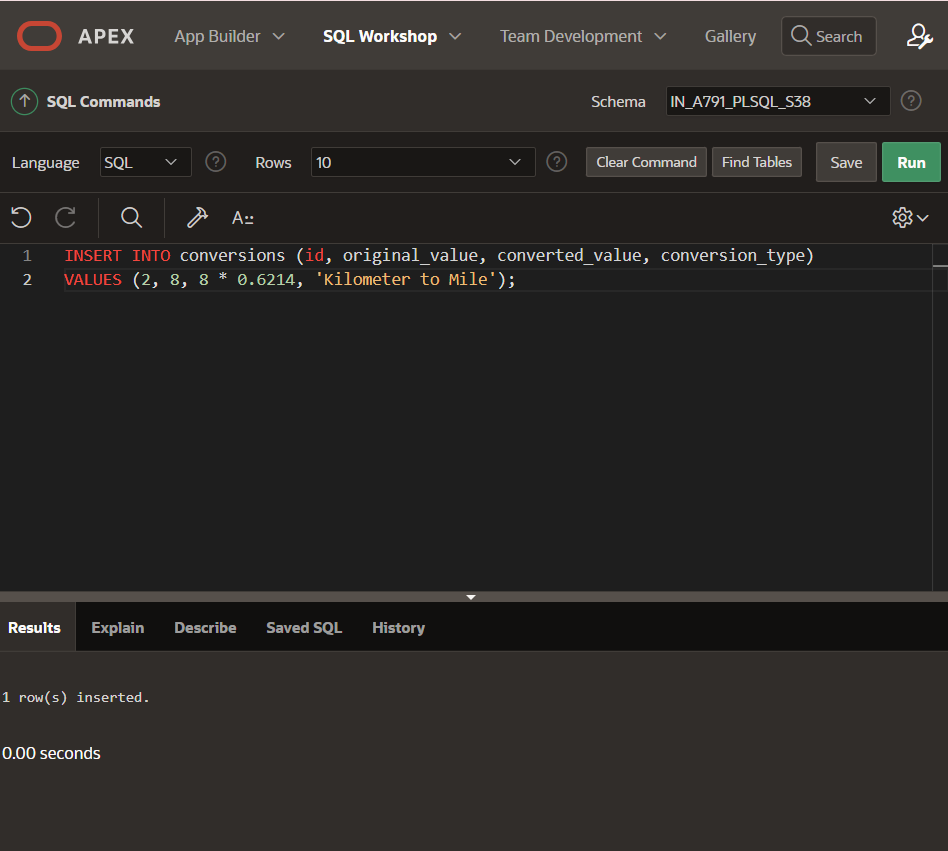 APEX App Builder SQL Workshop Team Development Gallery Search
SQL Commands Schema IN_A791_PLSQL_S38 ?
Language SQL ? Rows 10 ? Clear Command Find Tables Save Run
A::
1 INSERT INTO conversions (id, original_value, converted_value, conversion_type)
2 VALUES (2, 8, 8 * 0.6214, 'Kilometer to Mile');
Results Explain Describe Saved SQL History
1 row(s) inserted.
0.00 seconds